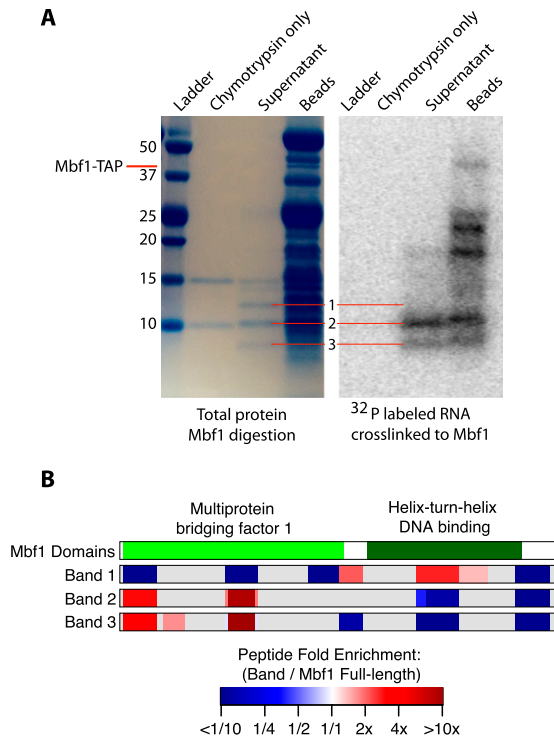 A
Ladder
Chymotrypsin only
Supernatant
Beads
Ladder
Chymotrypsin only
Supernatant
Beads
50
Mbf1-TAP
37
25
20
15
1
10
2
3
Total protein
Mbf1 digestion
32P labeled RNA
crosslinked to Mbf1
B
Multiprotein
bridging factor 1
Helix-turn-helix
DNA binding
Mbf1 Domains
Band 1
Band 2
Band 3
Peptide Fold Enrichment:
(Band / Mbf1 Full-length)
<1/10 1/4 1/2 1/1 2x 4x >10x